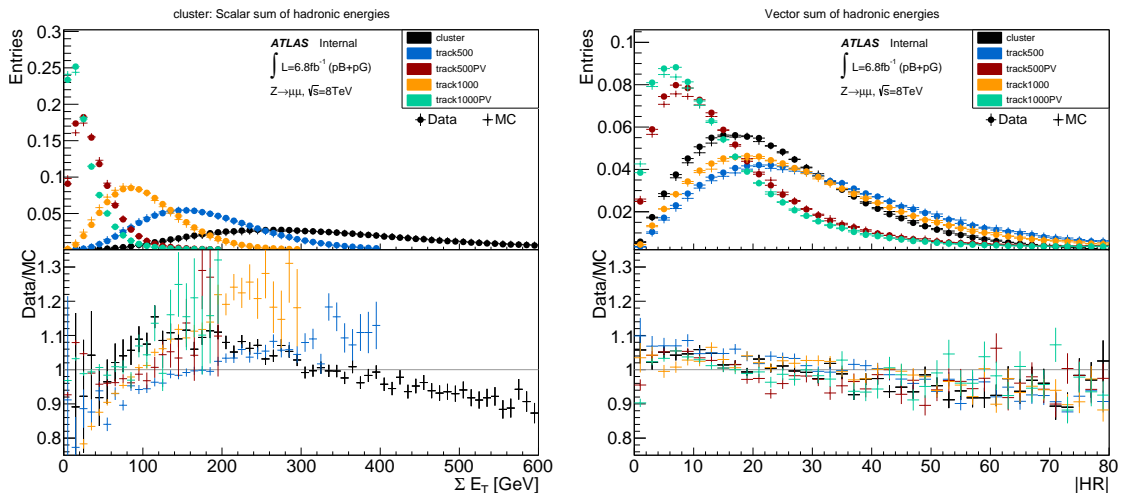 cluster: Scalar sum of hadronic energies
Entries
0.30
0.25
0.20
0.15
0.10
0.05
ATLAS Internal
∫ L=6.8fb⁻¹ (pB+pG)
Z→μμ, √s=8TeV
cluster
track500
track500PV
track1000
track1000PV
Data MC
Data/MC
1.3
1.2
1.1
1
0.9
0.8
0 100 200 300 400 500 600
Σ E_T [GeV]
Vector sum of hadronic energies
Entries
0.1
0.08
0.06
0.04
0.02
ATLAS Internal
∫ L=6.8fb⁻¹ (pB+pG)
Z→μμ, √s=8TeV
cluster
track500
track500PV
track1000
track1000PV
Data MC
Data/MC
1.3
1.2
1.1
1
0.9
0.8
0 10 20 30 40 50 60 70 80
|HR|